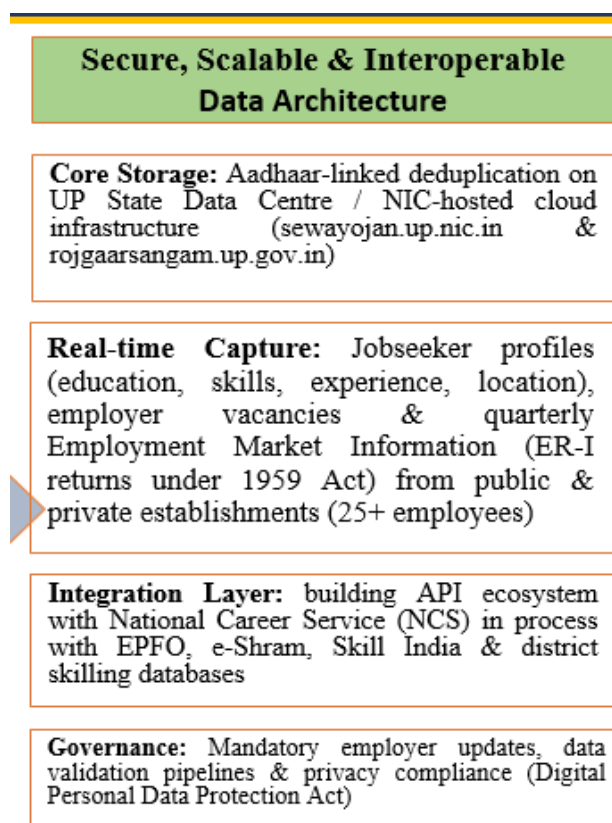 Secure, Scalable & Interoperable
Data Architecture
Core Storage: Aadhaar-linked deduplication on
UP State Data Centre / NIC-hosted cloud
infrastructure (sewayojan.up.nic.in &
rojgaarsangam.up.gov.in)
Real-time Capture: Jobseeker profiles
(education, skills, experience, location),
employer vacancies & quarterly
Employment Market Information (ER-I
returns under 1959 Act) from public &
private establishments (25+ employees)
Integration Layer: building API ecosystem
with National Career Service (NCS) in process
with EPFO, e-Shram, Skill India & district
skilling databases
Governance: Mandatory employer updates, data
validation pipelines & privacy compliance (Digital
Personal Data Protection Act)